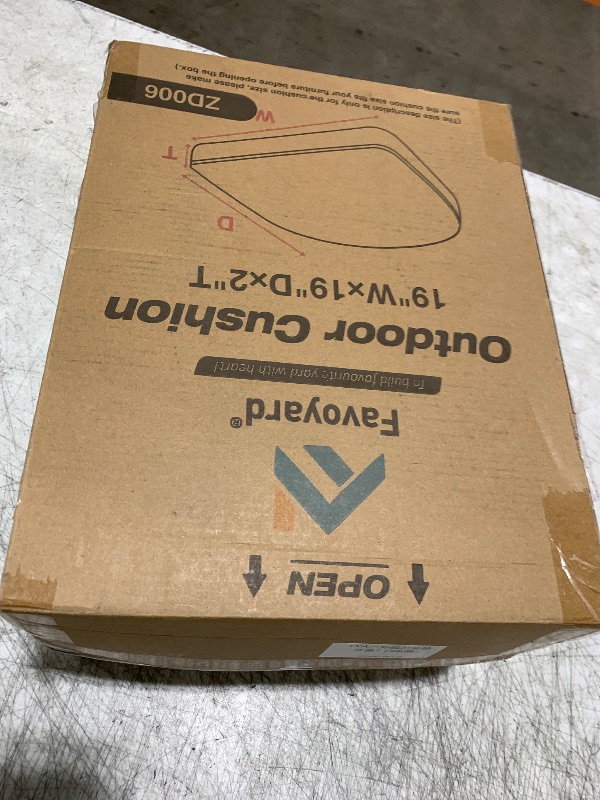 OPEN
Favoyard®
To build favourite yard with heart!
Outdoor Cushion
19"W×19"D×2"T
D
T
W
ZD006
(The size description is only for the cushion size, please make
sure the cushion size fits your furniture before opening the box.)